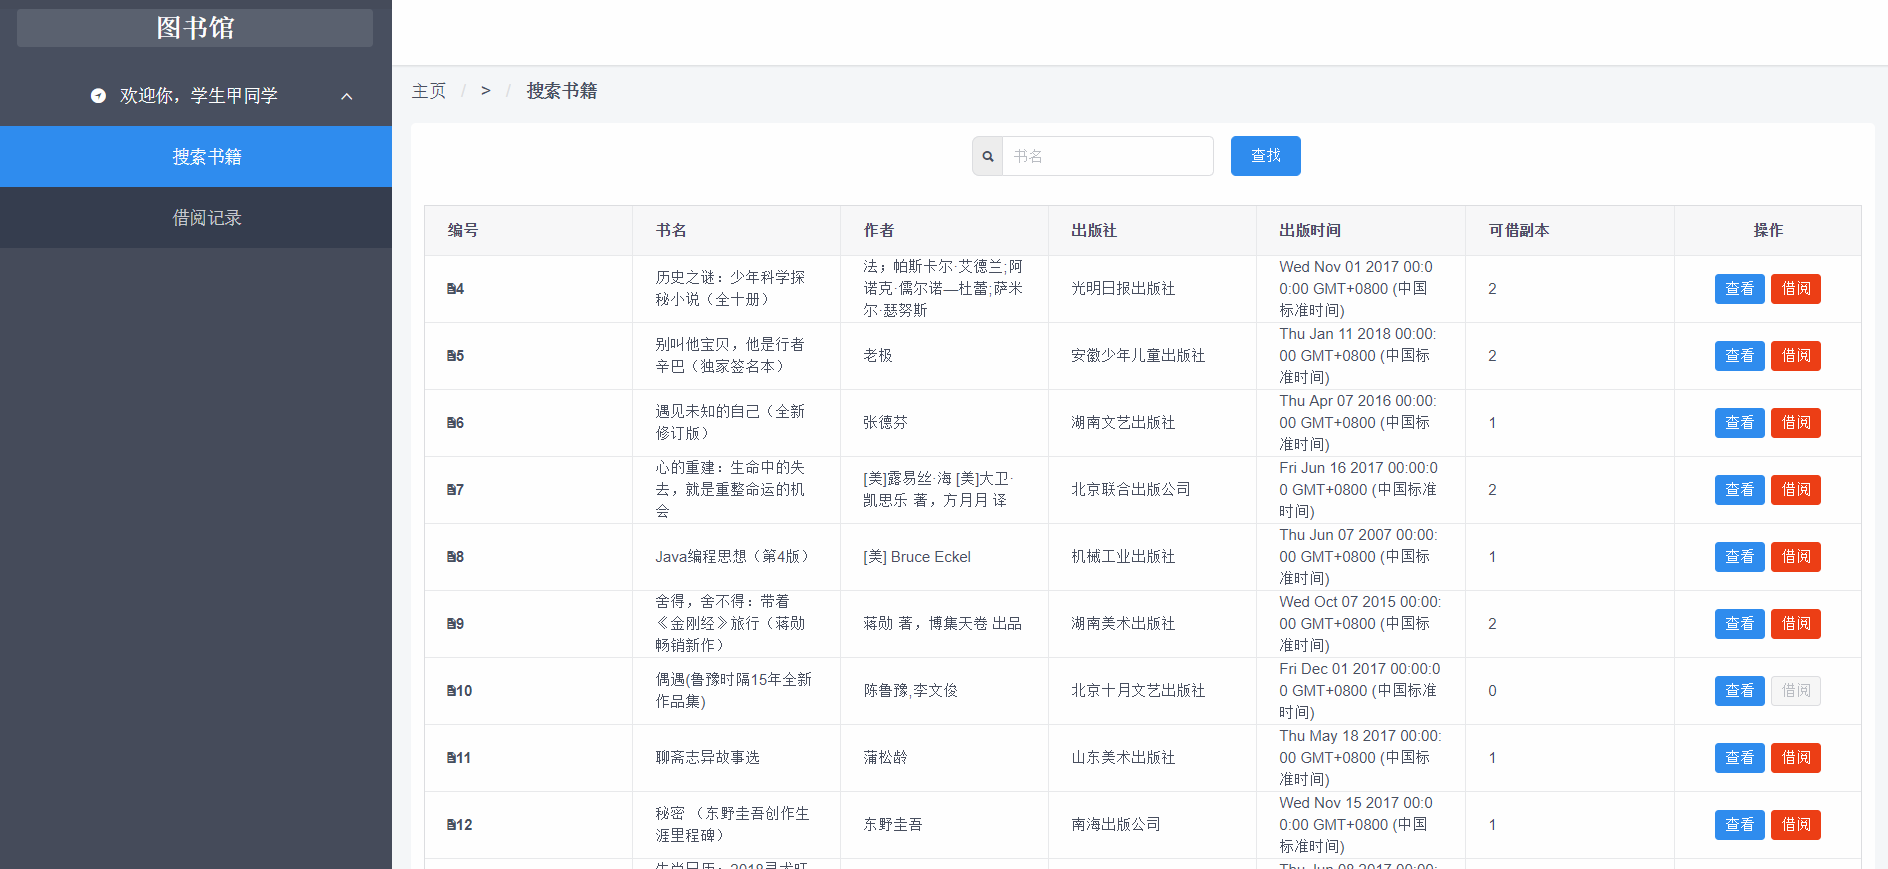 图书馆
欢迎你，学生甲同学
搜索书籍
借阅记录
主页 / > / 搜索书籍
书名 查找
编号 书名 作者 出版社 出版时间 可借副本 操作
4
历史之谜：少年科学探
秘小说（全十册）
法；帕斯卡尔·艾德兰;阿
诺克·儒尔诺—杜蕾;萨米
尔·瑟努斯
光明日报出版社
Wed Nov 01 2017 00:0
0:00 GMT+0800 (中国
标准时间)
2
查看 借阅
5
别叫他宝贝，他是行者
辛巴（独家签名本）
老极
安徽少年儿童出版社
Thu Jan 11 2018 00:00:
00 GMT+0800 (中国标
准时间)
2
查看 借阅
6
遇见未知的自己（全新
修订版）
张德芬
湖南文艺出版社
Thu Apr 07 2016 00:00:
00 GMT+0800 (中国标
准时间)
1
查看 借阅
7
心的重建：生命中的失
去，就是重整命运的机
会
[美]露易丝·海 [美]大卫·
凯思乐 著，方月月 译
北京联合出版公司
Fri Jun 16 2017 00:00:0
0 GMT+0800 (中国标准
时间)
2
查看 借阅
8
Java编程思想（第4版）
[美] Bruce Eckel
机械工业出版社
Thu Jun 07 2007 00:00:
00 GMT+0800 (中国标
准时间)
1
查看 借阅
9
舍得，舍不得：带着
《金刚经》旅行（蒋勋
畅销新作）
蒋勋 著，博集天卷 出品
湖南美术出版社
Wed Oct 07 2015 00:00:
00 GMT+0800 (中国标
准时间)
2
查看 借阅
10
偶遇(鲁豫时隔15年全新
作品集)
陈鲁豫,李文俊
北京十月文艺出版社
Fri Dec 01 2017 00:00:0
0 GMT+0800 (中国标准
时间)
0
查看 借阅
11
聊斋志异故事选
蒲松龄
山东美术出版社
Thu May 18 2017 00:00:
00 GMT+0800 (中国标
准时间)
1
查看 借阅
12
秘密 （东野圭吾创作生
涯里程碑）
东野圭吾
南海出版公司
Wed Nov 15 2017 00:0
0:00 GMT+0800 (中国
标准时间)
1
查看 借阅
Thu Jun 08 2017 00:00: